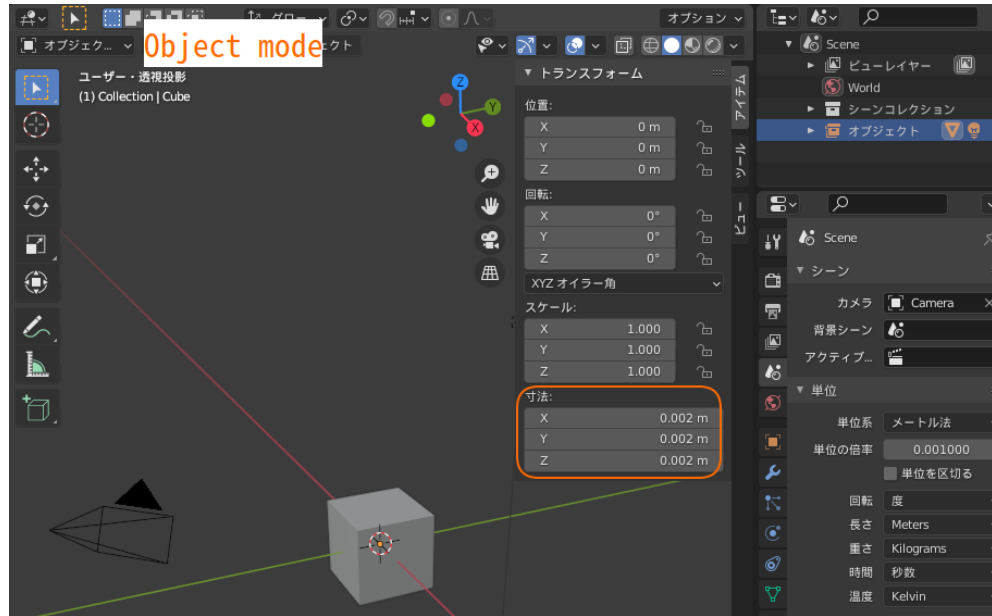 グロー
オプション
オブジェク...
Object mode
クト
ユーザー・透視投影
(1) Collection | Cube
Z
Y
X
トランスフォーム
位置:
X 0 m
Y 0 m
Z 0 m
回転:
X 0°
Y 0°
Z 0°
XYZ オイラー角
スケール:
X 1.000
Y 1.000
Z 1.000
寸法:
X 0.002 m
Y 0.002 m
Z 0.002 m
アイテム
ツール
ビュー
Scene
ビューレイヤー
World
シーンコレクション
オブジェクト
Scene
シーン
カメラ Camera
背景シーン
アクティブ...
単位
単位系 メートル法
単位の倍率 0.001000
単位を区切る
回転 度
長さ Meters
重さ Kilograms
時間 秒数
温度 Kelvin